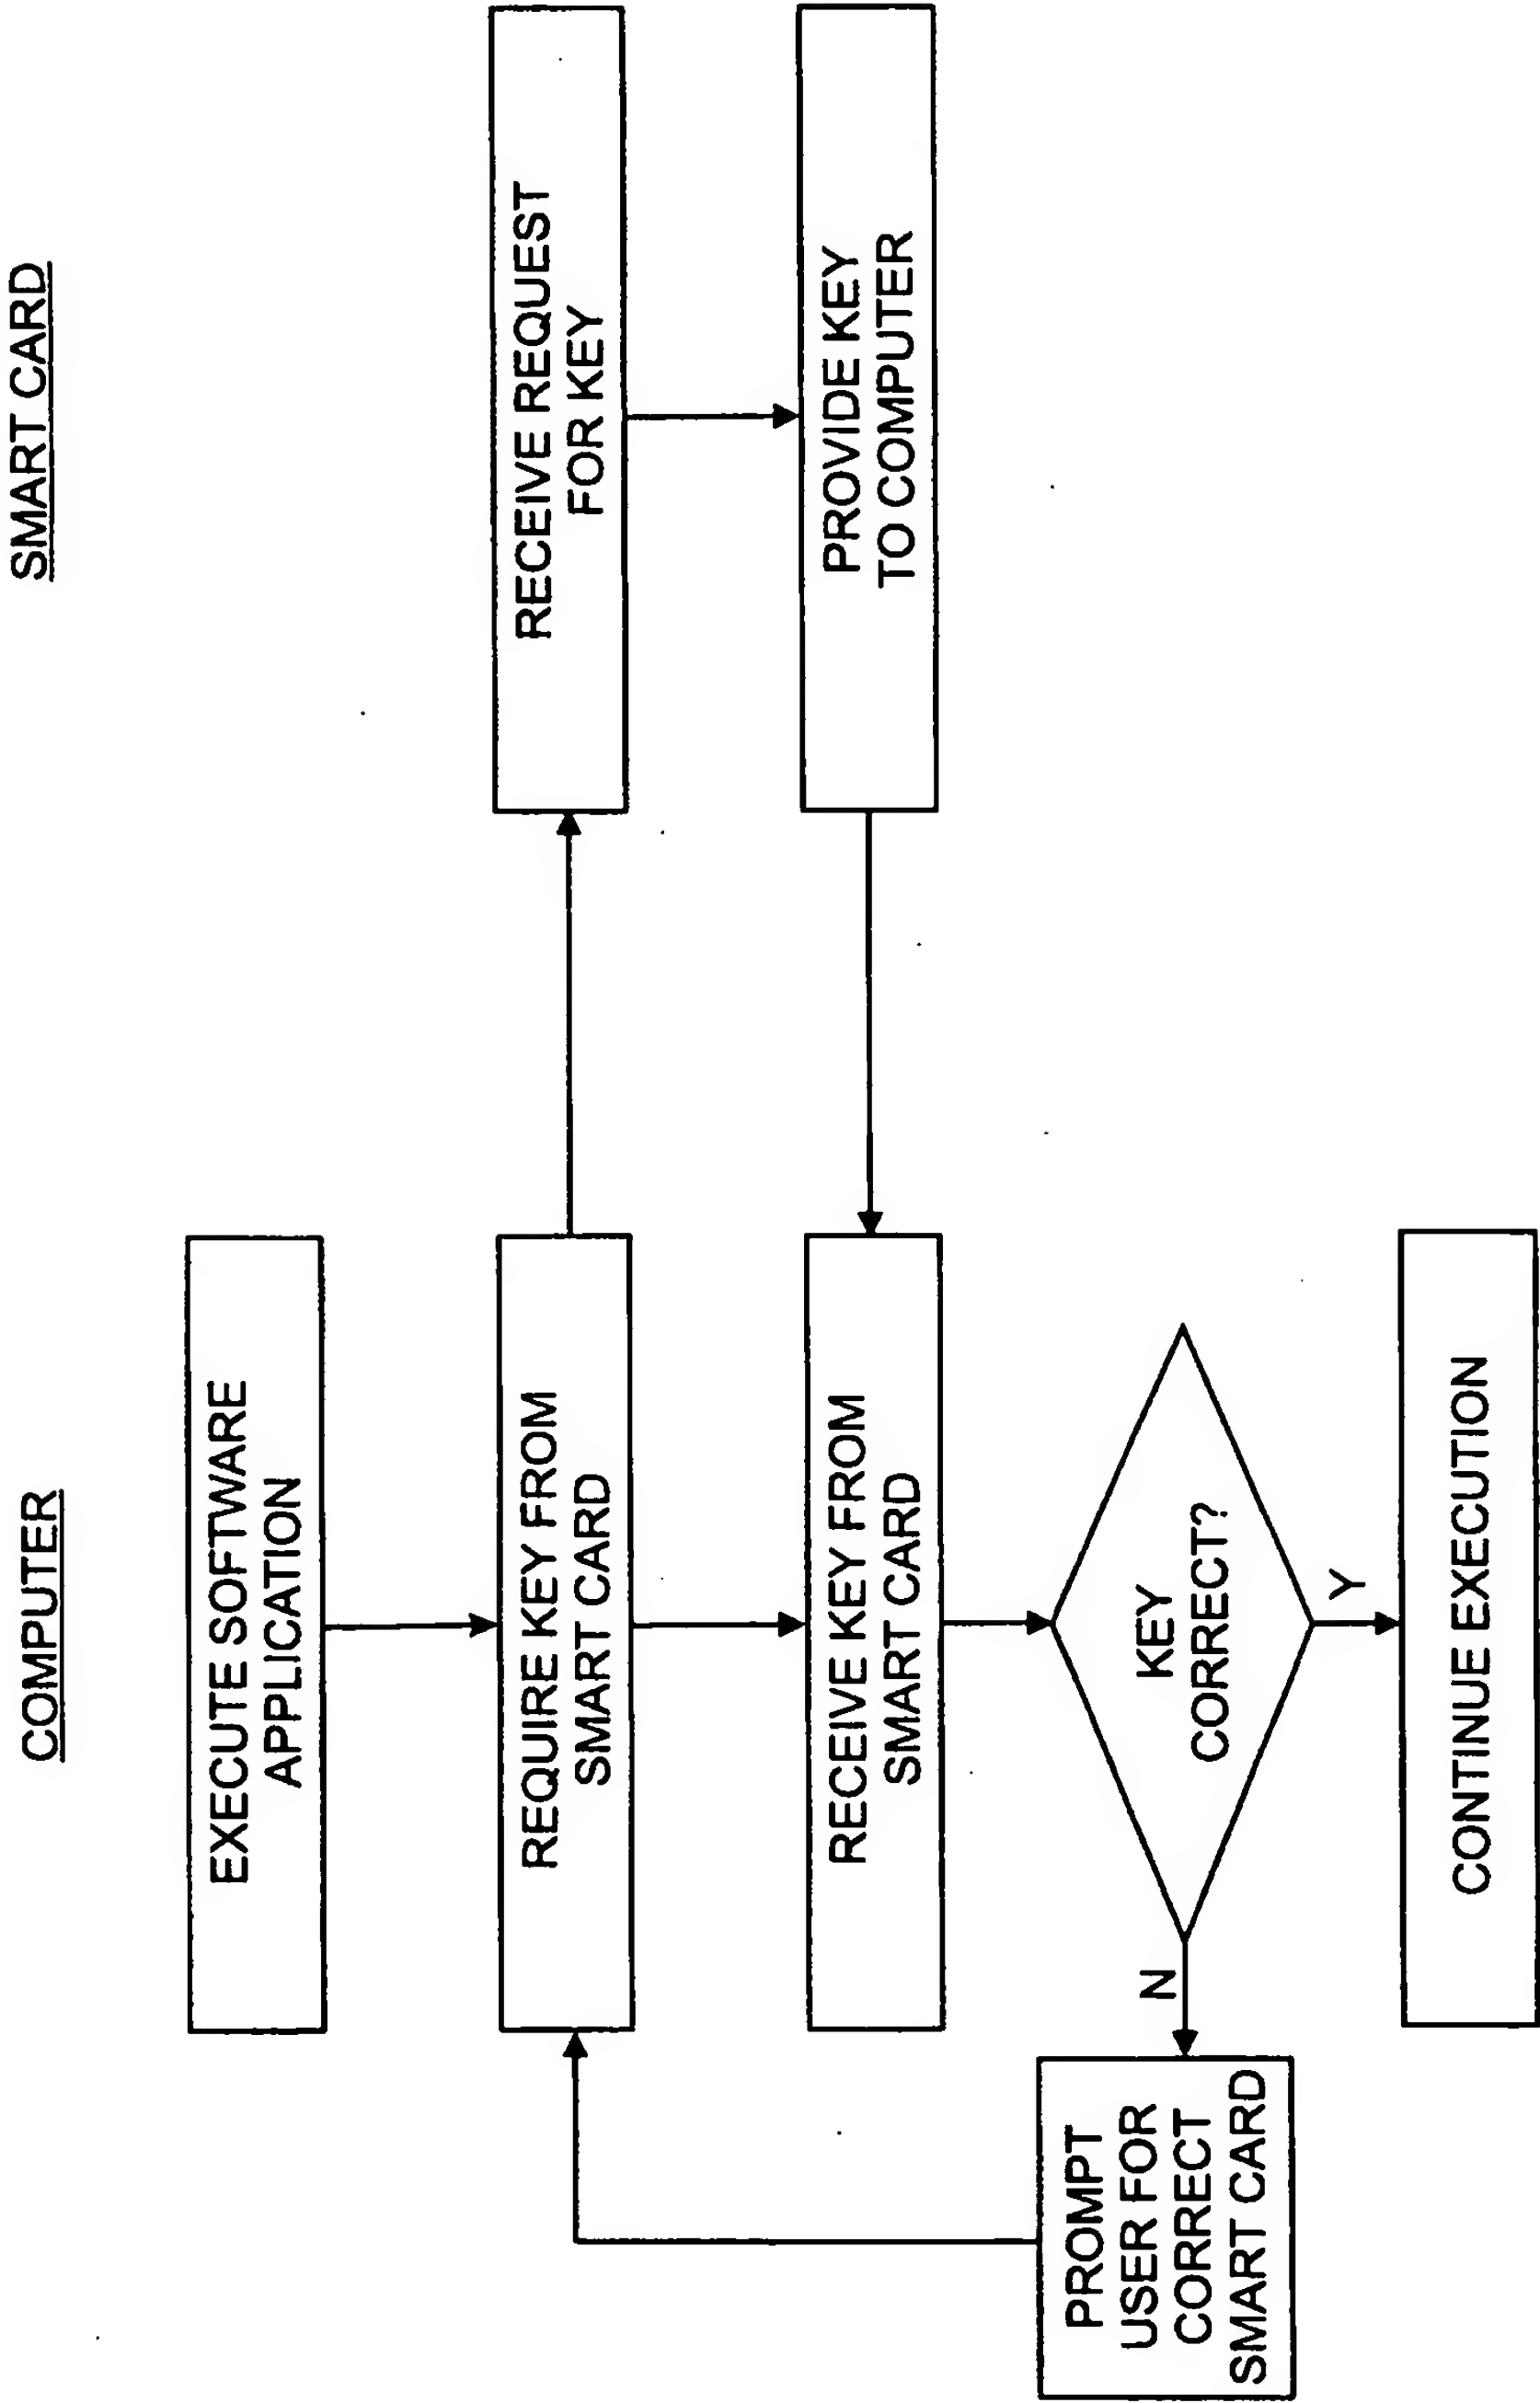 COMPUTER
SMART CARD
EXECUTE SOFTWARE
APPLICATION
REQUIRE KEY FROM
SMART CARD
RECEIVE REQUEST
FOR KEY
RECEIVE KEY FROM
SMART CARD
PROVIDE KEY
TO COMPUTER
KEY
CORRECT?
N
Y
PROMPT
USER FOR
CORRECT
SMART CARD
CONTINUE EXECUTION